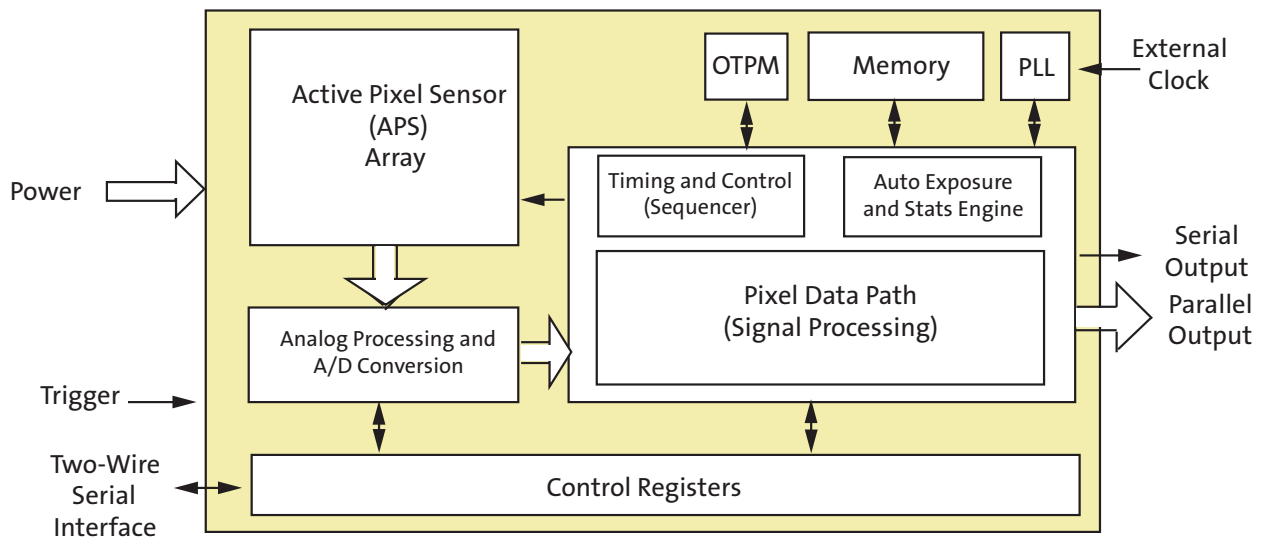 Active Pixel Sensor
(APS)
Array
OTPM
Memory
PLL
External
Clock
Power
Timing and Control
(Sequencer)
Auto Exposure
and Stats Engine
Serial
Output
Pixel Data Path
(Signal Processing)
Parallel
Output
Analog Processing and
A/D Conversion
Trigger
Two-Wire
Serial
Interface
Control Registers